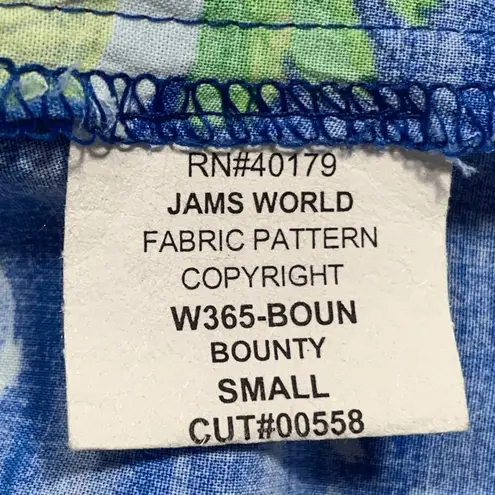 RN#40179
JAMS WORLD
FABRIC PATTERN
COPYRIGHT
W365-BOUN
BOUNTY
SMALL
CUT#00558